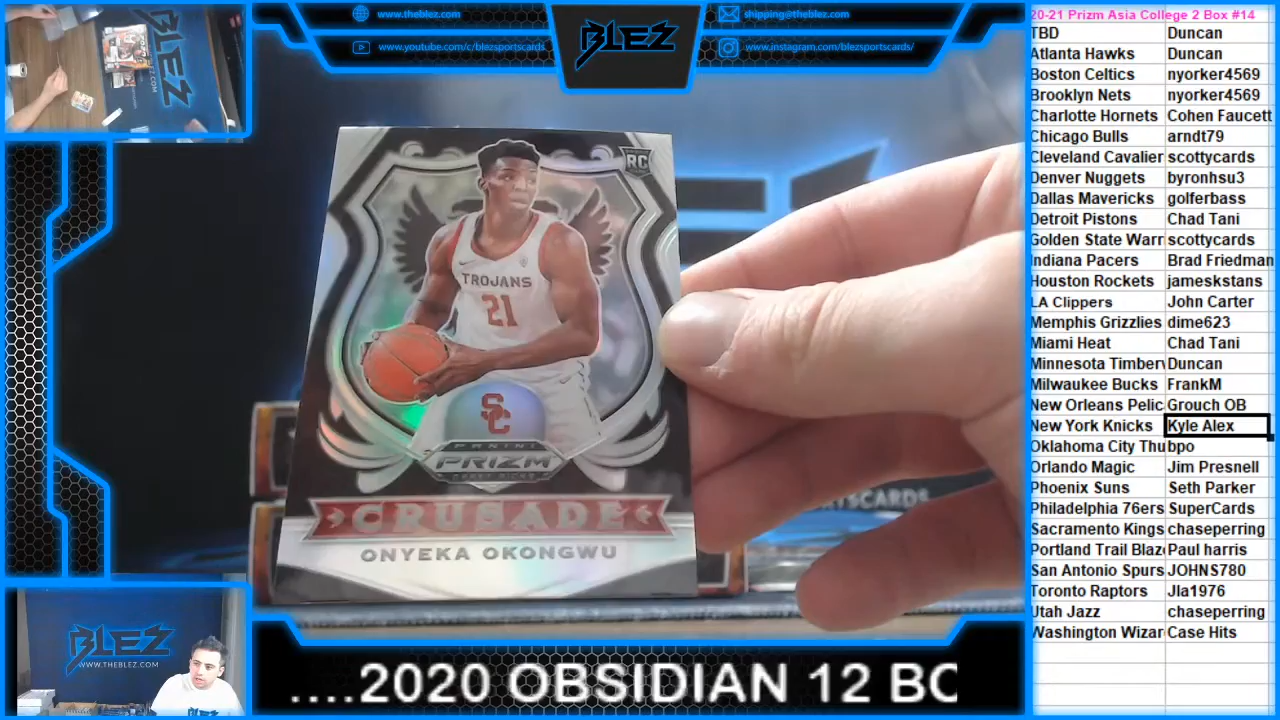 www.theblez.com
www.youtube.com/c/blezsportscards
BLEZ
shipping@theblez.com
www.instagram.com/blezsportscards/
RC
TROJANS
21
SC
PANINI
PRIZM
DRAFT PICKS
CRUSADE
ONYEKA OKONGWU
SPORTSCARDS
BLEZ
WWW.THEBLEZ.COM
....2020 OBSIDIAN 12 BO
20-21 Prizm Asia College 2 Box #14
TBD Duncan
Atlanta Hawks Duncan
Boston Celtics nyorker4569
Brooklyn Nets nyorker4569
Charlotte Hornets Cohen Faucett
Chicago Bulls arndt79
Cleveland Cavalier scottycards
Denver Nuggets byronhsu3
Dallas Mavericks golferbass
Detroit Pistons Chad Tani
Golden State Warr scottycards
Indiana Pacers Brad Friedman
Houston Rockets jameskstans
LA Clippers John Carter
Memphis Grizzlies dime623
Miami Heat Chad Tani
Minnesota Timberv Duncan
Milwaukee Bucks FrankM
New Orleans Pelic Grouch OB
New York Knicks Kyle Alex
Oklahoma City Thu bpo
Orlando Magic Jim Presnell
Phoenix Suns Seth Parker
Philadelphia 76ers SuperCards
Sacramento Kings chaseperring
Portland Trail Blaze Paul harris
San Antonio Spurs JOHNS780
Toronto Raptors Jla1976
Utah Jazz chaseperring
Washington Wizar Case Hits